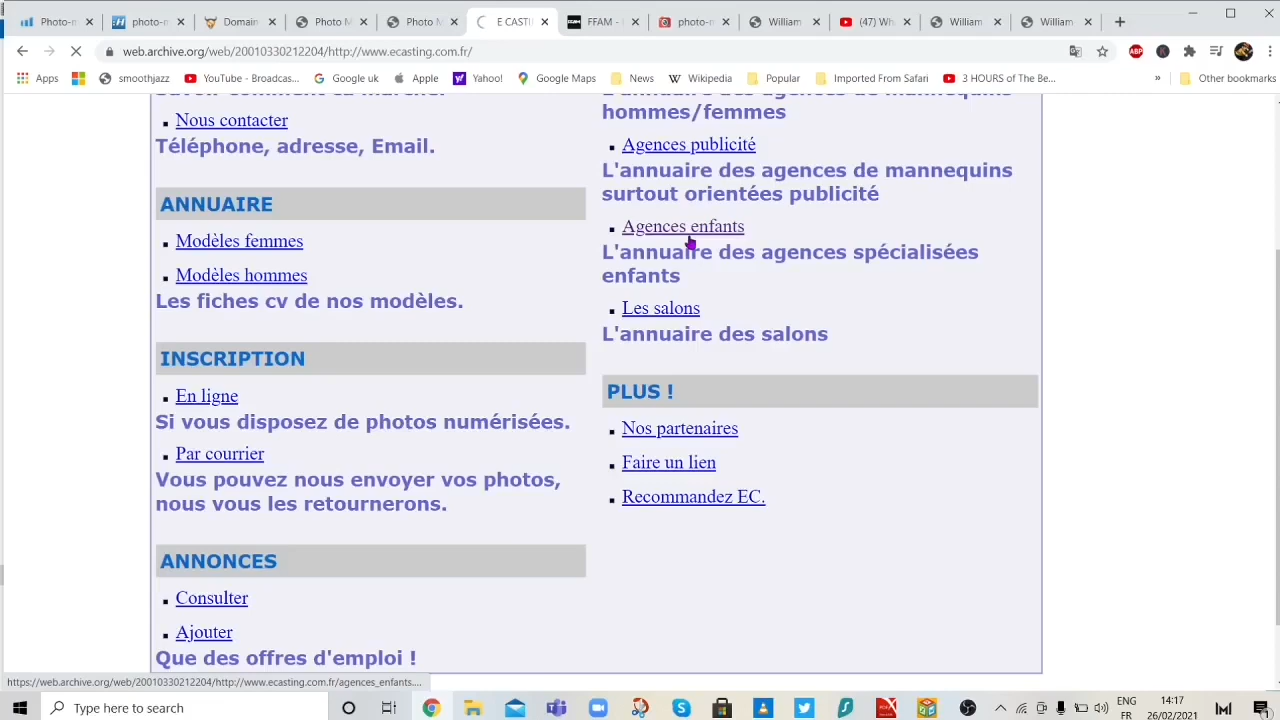 Photo-m
photo-m
Domain
Photo M
Photo M
E CASTI
FFAM -
photo-m
William
(47) Wh
William
William
web.archive.org/web/20010330212204/http://www.ecasting.com.fr/
Apps
smoothjazz
YouTube - Broadcas...
Google uk
Apple
Yahoo!
Google Maps
News
Wikipedia
Popular
Imported From Safari
3 HOURS of The Be...
»
Other bookmarks
Nous contacter
Téléphone, adresse, Email.
ANNUAIRE
Modèles femmes
Modèles hommes
Les fiches cv de nos modèles.
INSCRIPTION
En ligne
Si vous disposez de photos numérisées.
Par courrier
Vous pouvez nous envoyer vos photos,
nous vous les retournerons.
ANNONCES
Consulter
Ajouter
Que des offres d'emploi !
L'annuaire des agences de mannequins
hommes/femmes
Agences publicité
L'annuaire des agences de mannequins
surtout orientées publicité
Agences enfants
L'annuaire des agences spécialisées
enfants
Les salons
L'annuaire des salons
PLUS !
Nos partenaires
Faire un lien
Recommandez EC.
https://web.archive.org/web/20010330212204/http://www.ecasting.com.fr/agences_enfants....
Type here to search
ENG
FR
14:17
26/02/2021